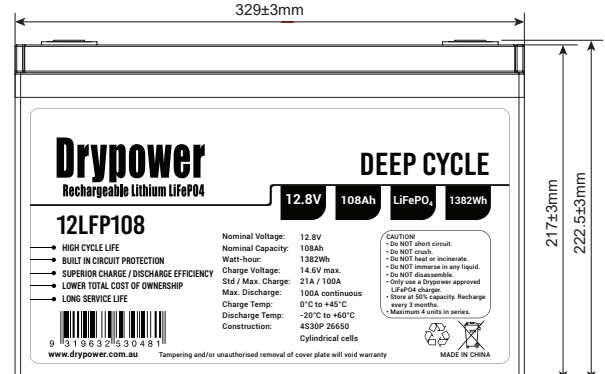 329±3mm
Drypower
Rechargeable Lithium LiFePO4
DEEP CYCLE
12.8V 108Ah LiFePO₄ 1382Wh
12LFP108
HIGH CYCLE LIFE
BUILT IN CIRCUIT PROTECTION
SUPERIOR CHARGE / DISCHARGE EFFICIENCY
LOWER TOTAL COST OF OWNERSHIP
LONG SERVICE LIFE
Nominal Voltage: 12.8V
Nominal Capacity: 108Ah
Watt-hour: 1382Wh
Charge Voltage: 14.6V max.
Std / Max. Charge: 21A / 100A
Max. Discharge: 100A continuous
Charge Temp: 0°C to +45°C
Discharge Temp: -20°C to +60°C
Construction: 4S30P 26650
Cylindrical cells
CAUTION!
• Do NOT short circuit.
• Do NOT crush.
• Do NOT heat or incinerate.
• Do NOT immerse in any liquid.
• Do NOT disassemble.
• Only use a Drypower approved
LiFePO4 charger.
• Store at 50% capacity. Recharge
every 3 months.
• Maximum 4 units in series.
9 319632 530481
www.drypower.com.au
Tampering and/or unauthorised removal of cover plate will void warranty
MADE IN CHINA
217±3mm
222.5±3mm